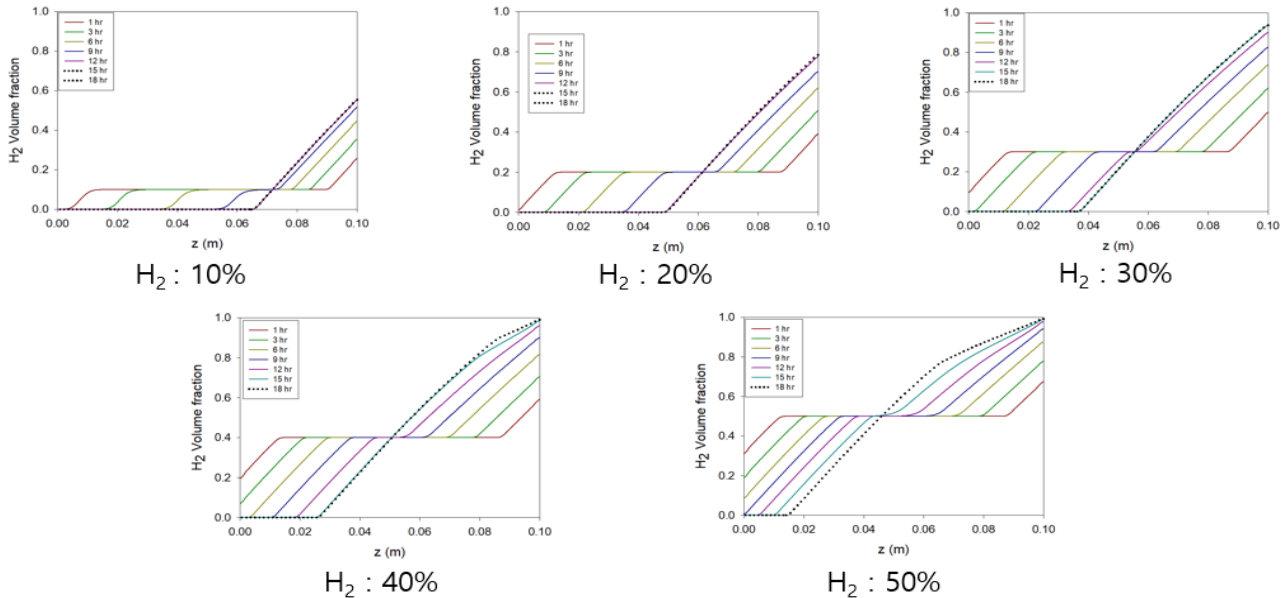 H2 Volume fraction
1.0
0.8
0.6
0.4
0.2
0.0
1 hr
3 hr
6 hr
9 hr
12 hr
15 hr
18 hr
0.00 0.02 0.04 0.06 0.08 0.10
z (m)
H2 : 10%
H2 Volume fraction
1.0
0.8
0.6
0.4
0.2
0.0
1 hr
3 hr
6 hr
9 hr
12 hr
15 hr
18 hr
0.00 0.02 0.04 0.06 0.08 0.10
z (m)
H2 : 20%
H2 Volume fraction
1.0
0.8
0.6
0.4
0.2
0.0
1 hr
3 hr
6 hr
9 hr
12 hr
15 hr
18 hr
0.00 0.02 0.04 0.06 0.08 0.10
z (m)
H2 : 30%
H2 Volume fraction
1.0
0.8
0.6
0.4
0.2
0.0
1 hr
3 hr
6 hr
9 hr
12 hr
15 hr
18 hr
0.00 0.02 0.04 0.06 0.08 0.10
z (m)
H2 : 40%
H2 Volume fraction
1.0
0.8
0.6
0.4
0.2
0.0
1 hr
3 hr
6 hr
9 hr
12 hr
15 hr
18 hr
0.00 0.02 0.04 0.06 0.08 0.10
z (m)
H2 : 50%